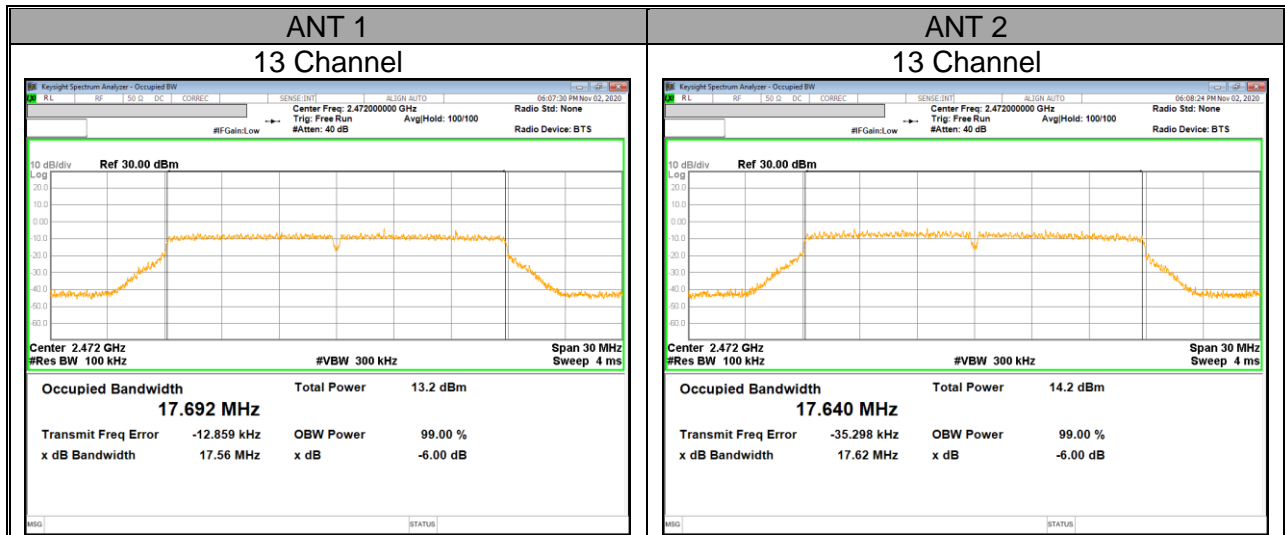 ANT 1
13 Channel
Keysight Spectrum Analyzer - Occupied BW
RL RF 50 Ω DC CORREC SENSE:INT ALIGN AUTO 06:07:30 PM Nov 02, 2020
Center Freq: 2.472000000 GHz Radio Std: None
Trig: Free Run Avg|Hold: 100/100
#IFGain:Low #Atten: 40 dB Radio Device: BTS
10 dB/div Ref 30.00 dBm
Log
20.0
10.0
0.00
-10.0
-20.0
-30.0
-40.0
-50.0
-60.0
Center 2.472 GHz Span 30 MHz
#Res BW 100 kHz #VBW 300 kHz Sweep 4 ms
Occupied Bandwidth Total Power 13.2 dBm
17.692 MHz
Transmit Freq Error -12.859 kHz OBW Power 99.00 %
x dB Bandwidth 17.56 MHz x dB -6.00 dB
MSG STATUS
ANT 2
13 Channel
Keysight Spectrum Analyzer - Occupied BW
RL RF 50 Ω DC CORREC SENSE:INT ALIGN AUTO 06:08:24 PM Nov 02, 2020
Center Freq: 2.472000000 GHz Radio Std: None
Trig: Free Run Avg|Hold: 100/100
#IFGain:Low #Atten: 40 dB Radio Device: BTS
10 dB/div Ref 30.00 dBm
Log
20.0
10.0
0.00
-10.0
-20.0
-30.0
-40.0
-50.0
-60.0
Center 2.472 GHz Span 30 MHz
#Res BW 100 kHz #VBW 300 kHz Sweep 4 ms
Occupied Bandwidth Total Power 14.2 dBm
17.640 MHz
Transmit Freq Error -35.298 kHz OBW Power 99.00 %
x dB Bandwidth 17.62 MHz x dB -6.00 dB
MSG STATUS